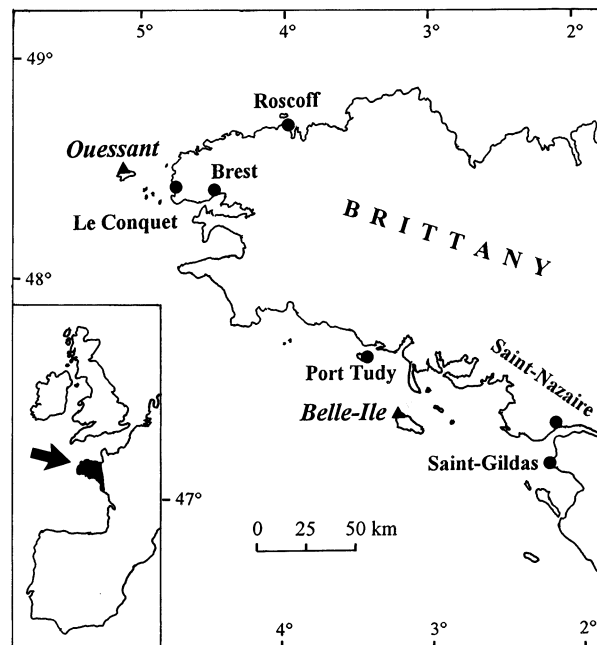 5° 4° 3° 2°
49°
Roscoff
Ouessant
Brest
Le Conquet
BRITTANY
48°
Saint-Nazaire
Port Tudy
Belle-Ile
Saint-Gildas
47°
0 25 50 km
4° 3° 2°